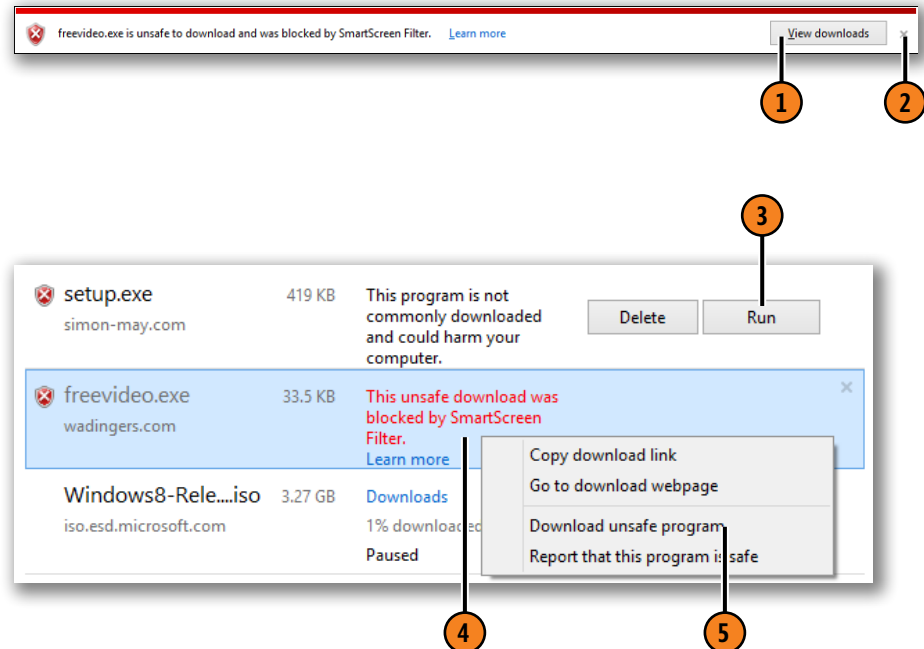 freevideo.exe is unsafe to download and was blocked by SmartScreen Filter. Learn more View downloads ×
1 2
3
setup.exe 419 KB This program is not
simon-may.com commonly downloaded Delete Run
and could harm your
computer.
freevideo.exe 33.5 KB This unsafe download was ×
wadingers.com blocked by SmartScreen
Filter.
Learn more
Copy download link
Go to download webpage
Windows8-Rele....iso 3.27 GB Downloads
iso.esd.microsoft.com 1% downloaded
Download unsafe program
Paused
Report that this program is safe
4 5